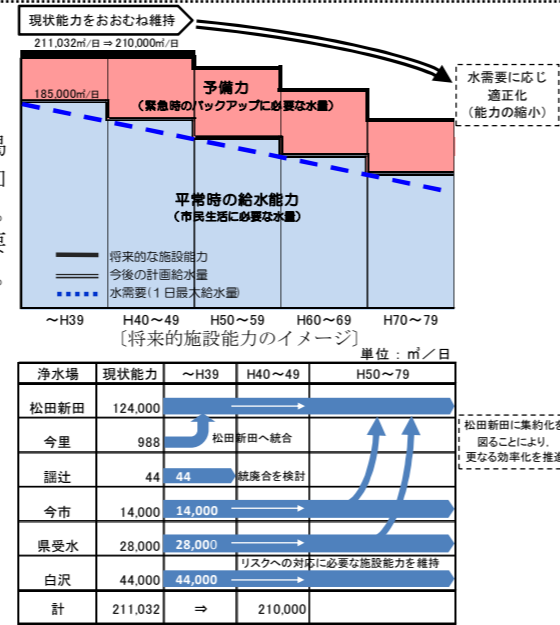 現状能力をおおむね維持
211,032㎥/日 ⇒ 210,000㎥/日
水需要に応じ
適正化
(能力の縮小)
予備力
(緊急時のバックアップに必要な水量)
185,000㎥/日
平常時の給水能力
(市民生活に必要な水量)
将来的な施設能力
今後の計画給水量
水需要(1日最大給水量)
～H39 H40～49 H50～59 H60～69 H70～79
〔将来的施設能力のイメージ〕
単位：㎥／日
浄水場 現状能力 ～H39 H40～49 H50～79
松田新田 124,000
今里 988 松田新田へ統合
謡辻 44 44 統廃合を検討
今市 14,000 14,000
県受水 28,000 28,000
リスクへの対応に必要な施設能力を維持
白沢 44,000 44,000
計 211,032 ⇒ 210,000
松田新田に集約化を
図ることにより、
更なる効率化を推進